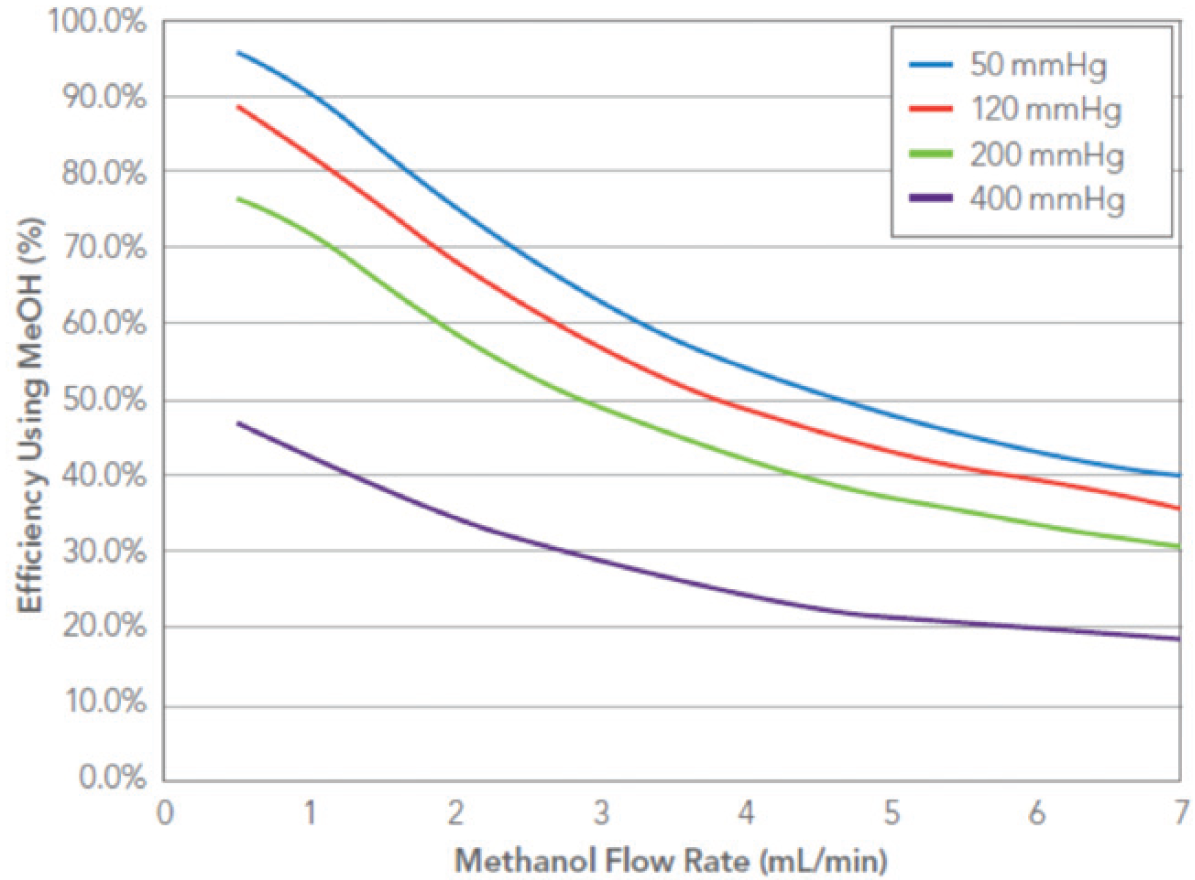 100.0%
90.0%
80.0%
70.0%
60.0%
50.0%
40.0%
30.0%
20.0%
10.0%
0.0%
Efficiency Using MeOH (%)
50 mmHg
120 mmHg
200 mmHg
400 mmHg
0 1 2 3 4 5 6 7
Methanol Flow Rate (mL/min)